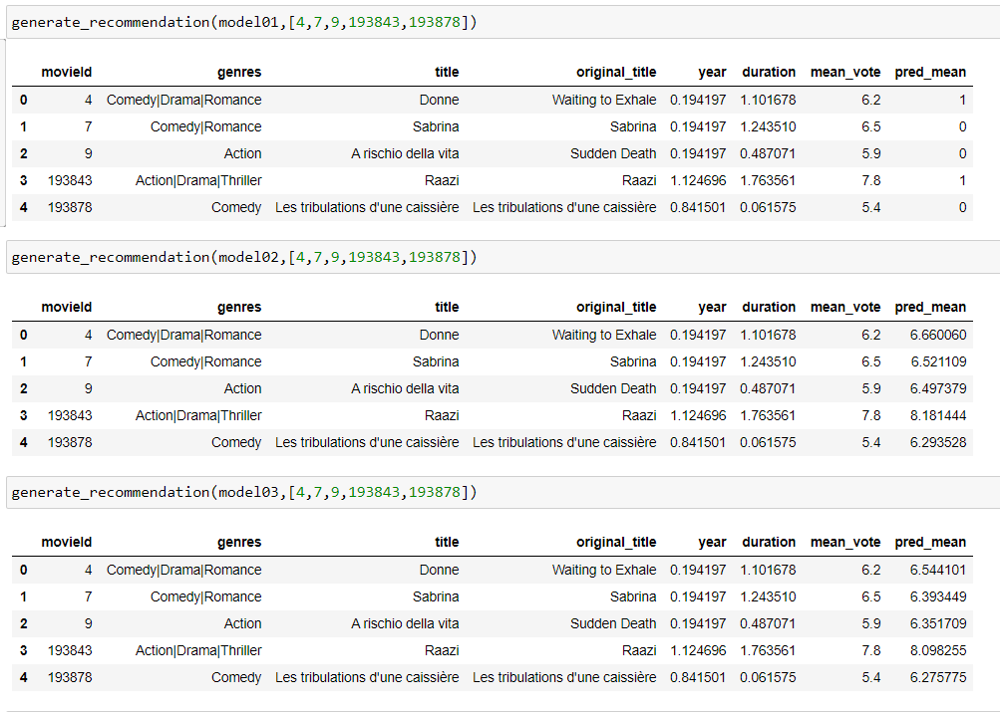 generate_recommendation(model01,[4,7,9,193843,193878])
movieId genres title original_title year duration mean_vote pred_mean
0 4 Comedy|Drama|Romance Donne Waiting to Exhale 0.194197 1.101678 6.2 1
1 7 Comedy|Romance Sabrina Sabrina 0.194197 1.243510 6.5 0
2 9 Action A rischio della vita Sudden Death 0.194197 0.487071 5.9 0
3 193843 Action|Drama|Thriller Raazi Raazi 1.124696 1.763561 7.8 1
4 193878 Comedy Les tribulations d'une caissière Les tribulations d'une caissière 0.841501 0.061575 5.4 0
generate_recommendation(model02,[4,7,9,193843,193878])
movieId genres title original_title year duration mean_vote pred_mean
0 4 Comedy|Drama|Romance Donne Waiting to Exhale 0.194197 1.101678 6.2 6.660060
1 7 Comedy|Romance Sabrina Sabrina 0.194197 1.243510 6.5 6.521109
2 9 Action A rischio della vita Sudden Death 0.194197 0.487071 5.9 6.497379
3 193843 Action|Drama|Thriller Raazi Raazi 1.124696 1.763561 7.8 8.181444
4 193878 Comedy Les tribulations d'une caissière Les tribulations d'une caissière 0.841501 0.061575 5.4 6.293528
generate_recommendation(model03,[4,7,9,193843,193878])
movieId genres title original_title year duration mean_vote pred_mean
0 4 Comedy|Drama|Romance Donne Waiting to Exhale 0.194197 1.101678 6.2 6.544101
1 7 Comedy|Romance Sabrina Sabrina 0.194197 1.243510 6.5 6.393449
2 9 Action A rischio della vita Sudden Death 0.194197 0.487071 5.9 6.351709
3 193843 Action|Drama|Thriller Raazi Raazi 1.124696 1.763561 7.8 8.098255
4 193878 Comedy Les tribulations d'une caissière Les tribulations d'une caissière 0.841501 0.061575 5.4 6.275775